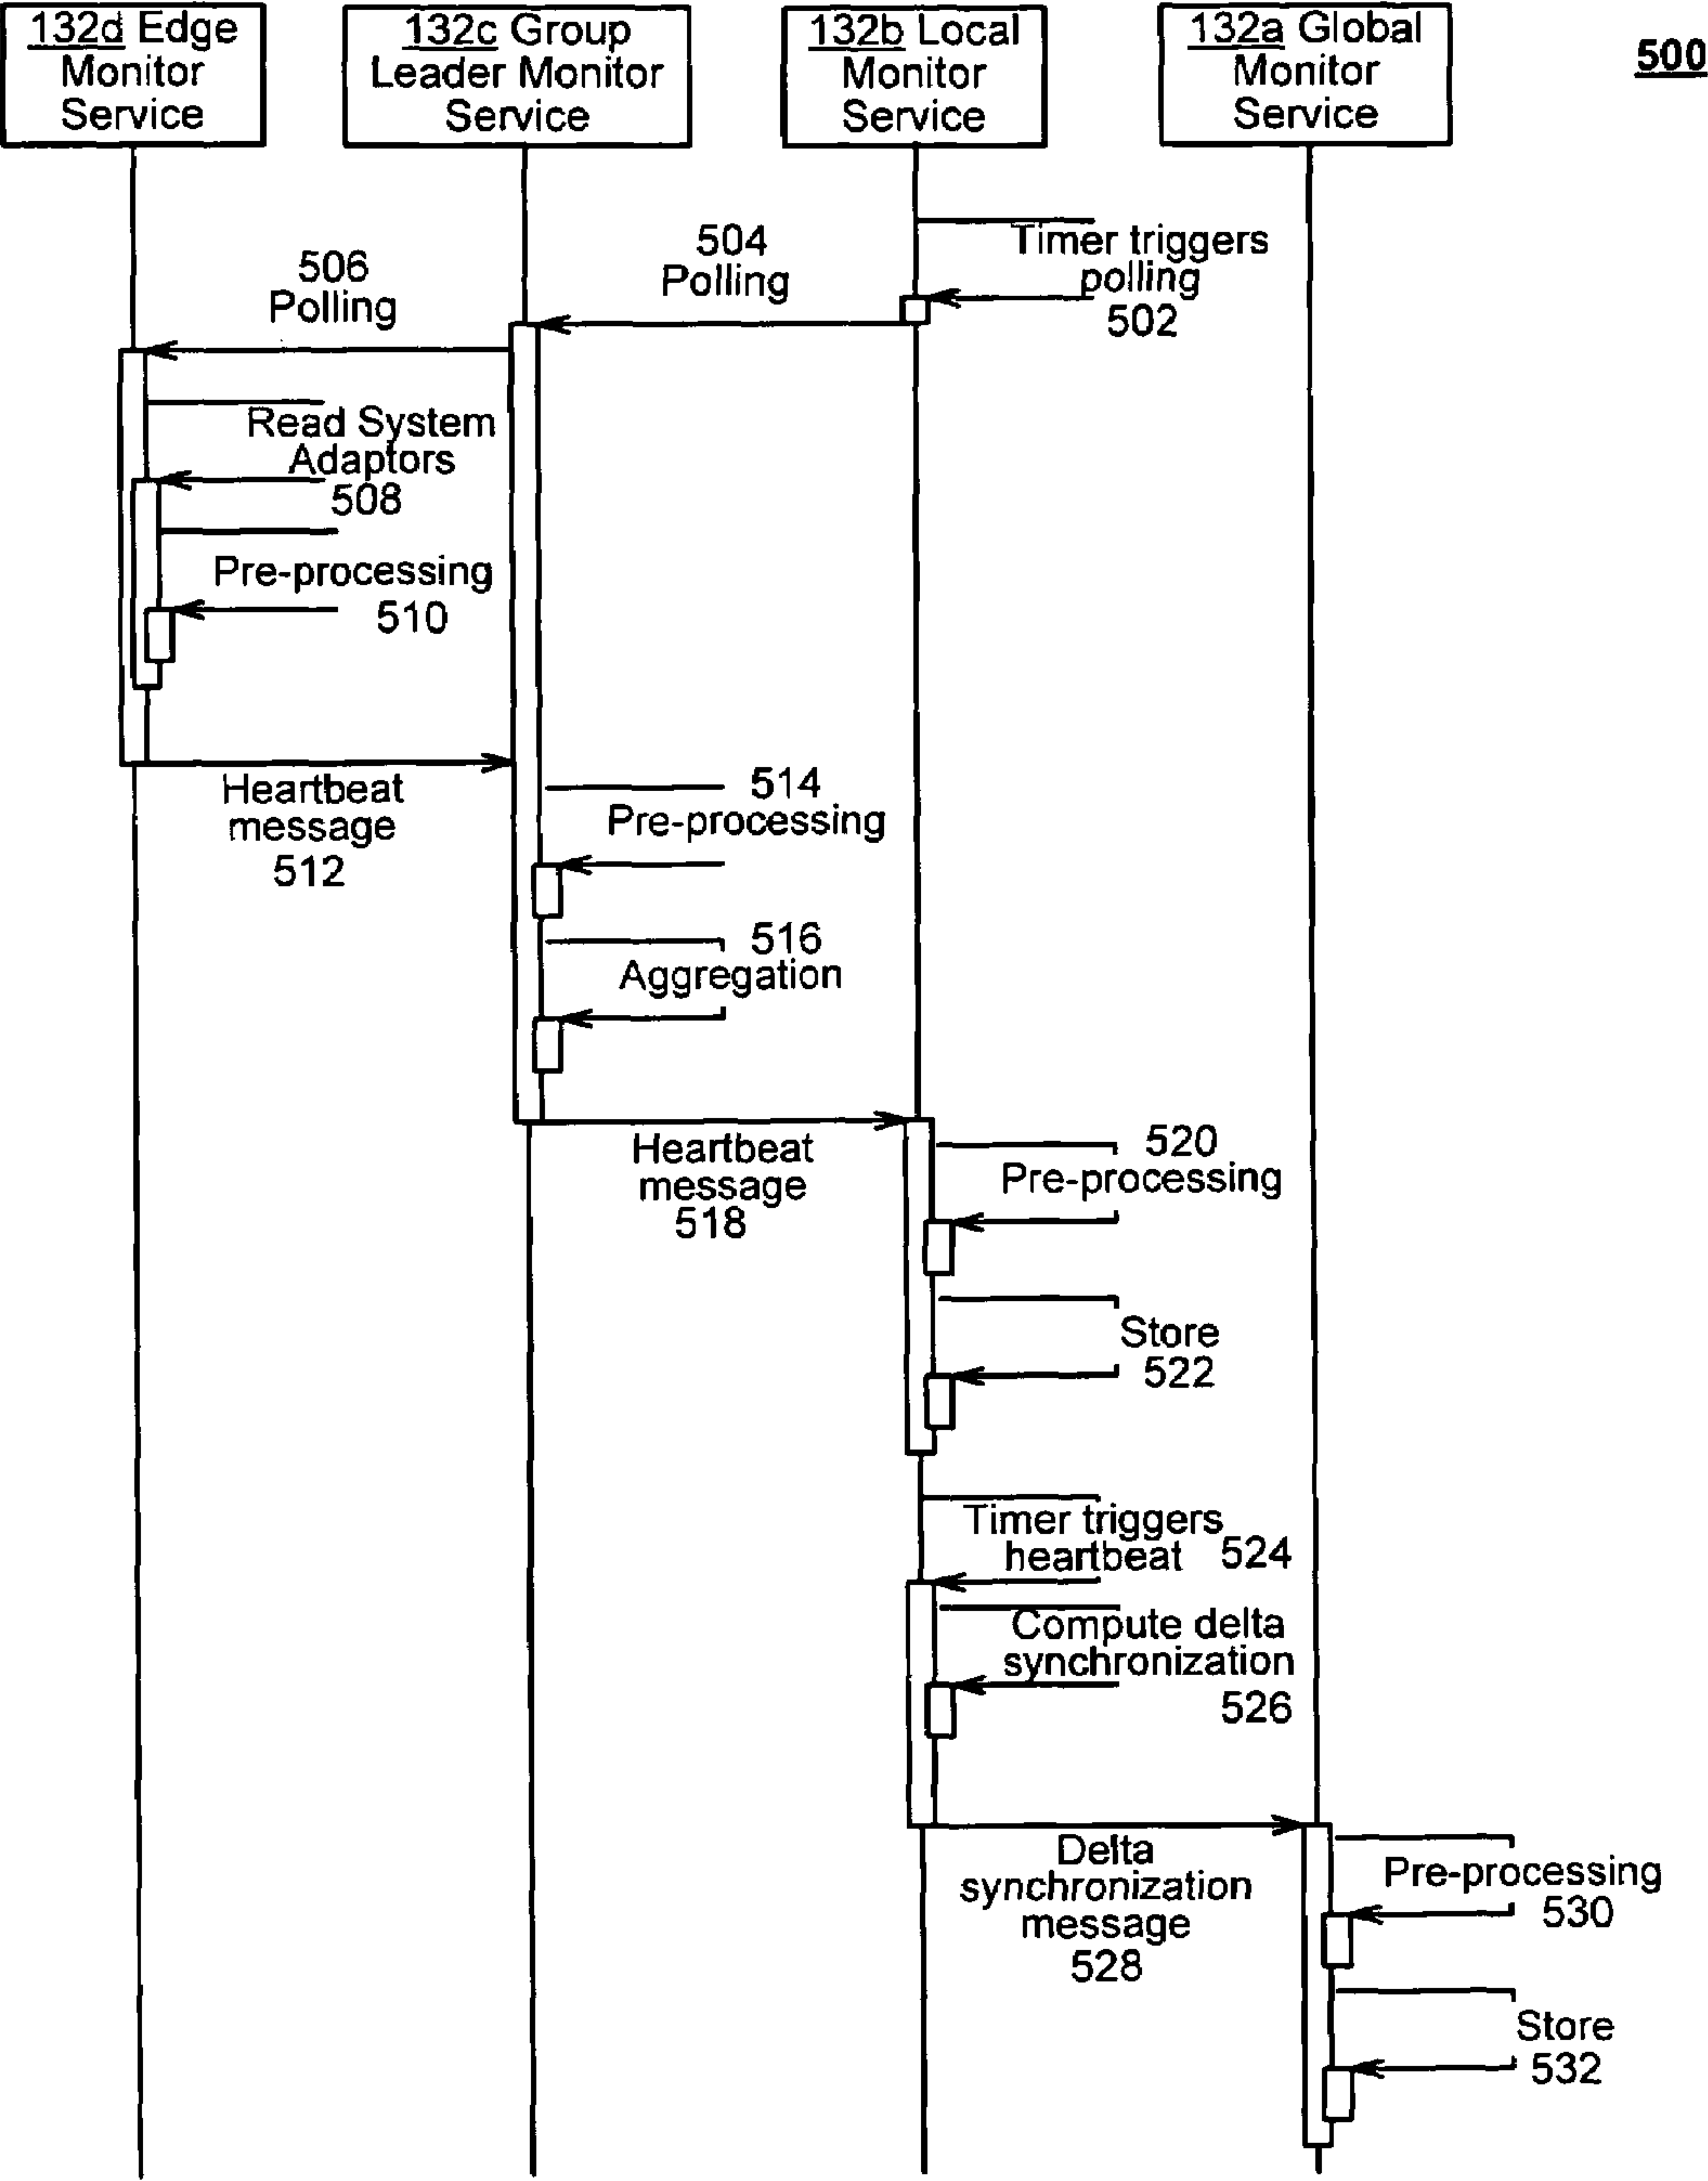 132d Edge
Monitor
Service
132c Group
Leader Monitor
Service
132b Local
Monitor
Service
132a Global
Monitor
Service
500
Timer triggers
polling
502
504
Polling
506
Polling
Read System
Adaptors
508
Pre-processing
510
Heartbeat
message
512
514
Pre-processing
516
Aggregation
Heartbeat
message
518
520
Pre-processing
Store
522
Timer triggers
heartbeat 524
Compute delta
synchronization
526
Delta
synchronization
message
528
Pre-processing
530
Store
532